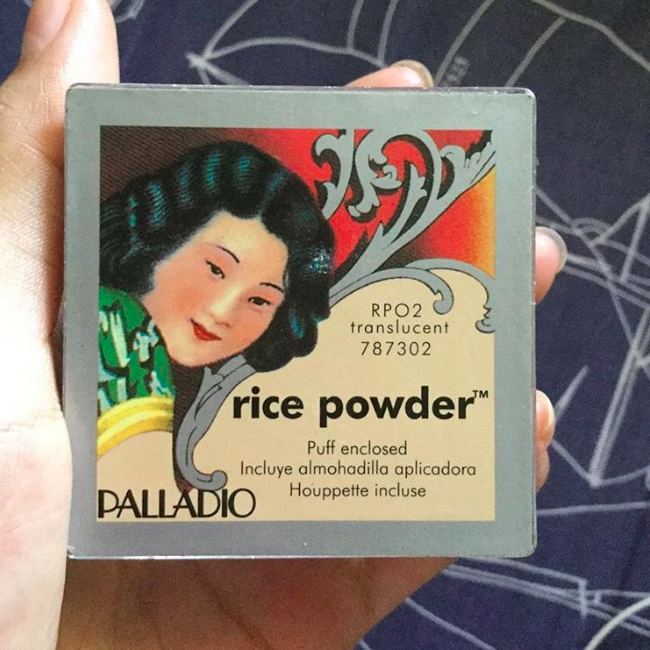 RPO2
translucent
787302
rice powder™
Puff enclosed
Incluye almohadilla aplicadora
Houppette incluse
PALLADIO